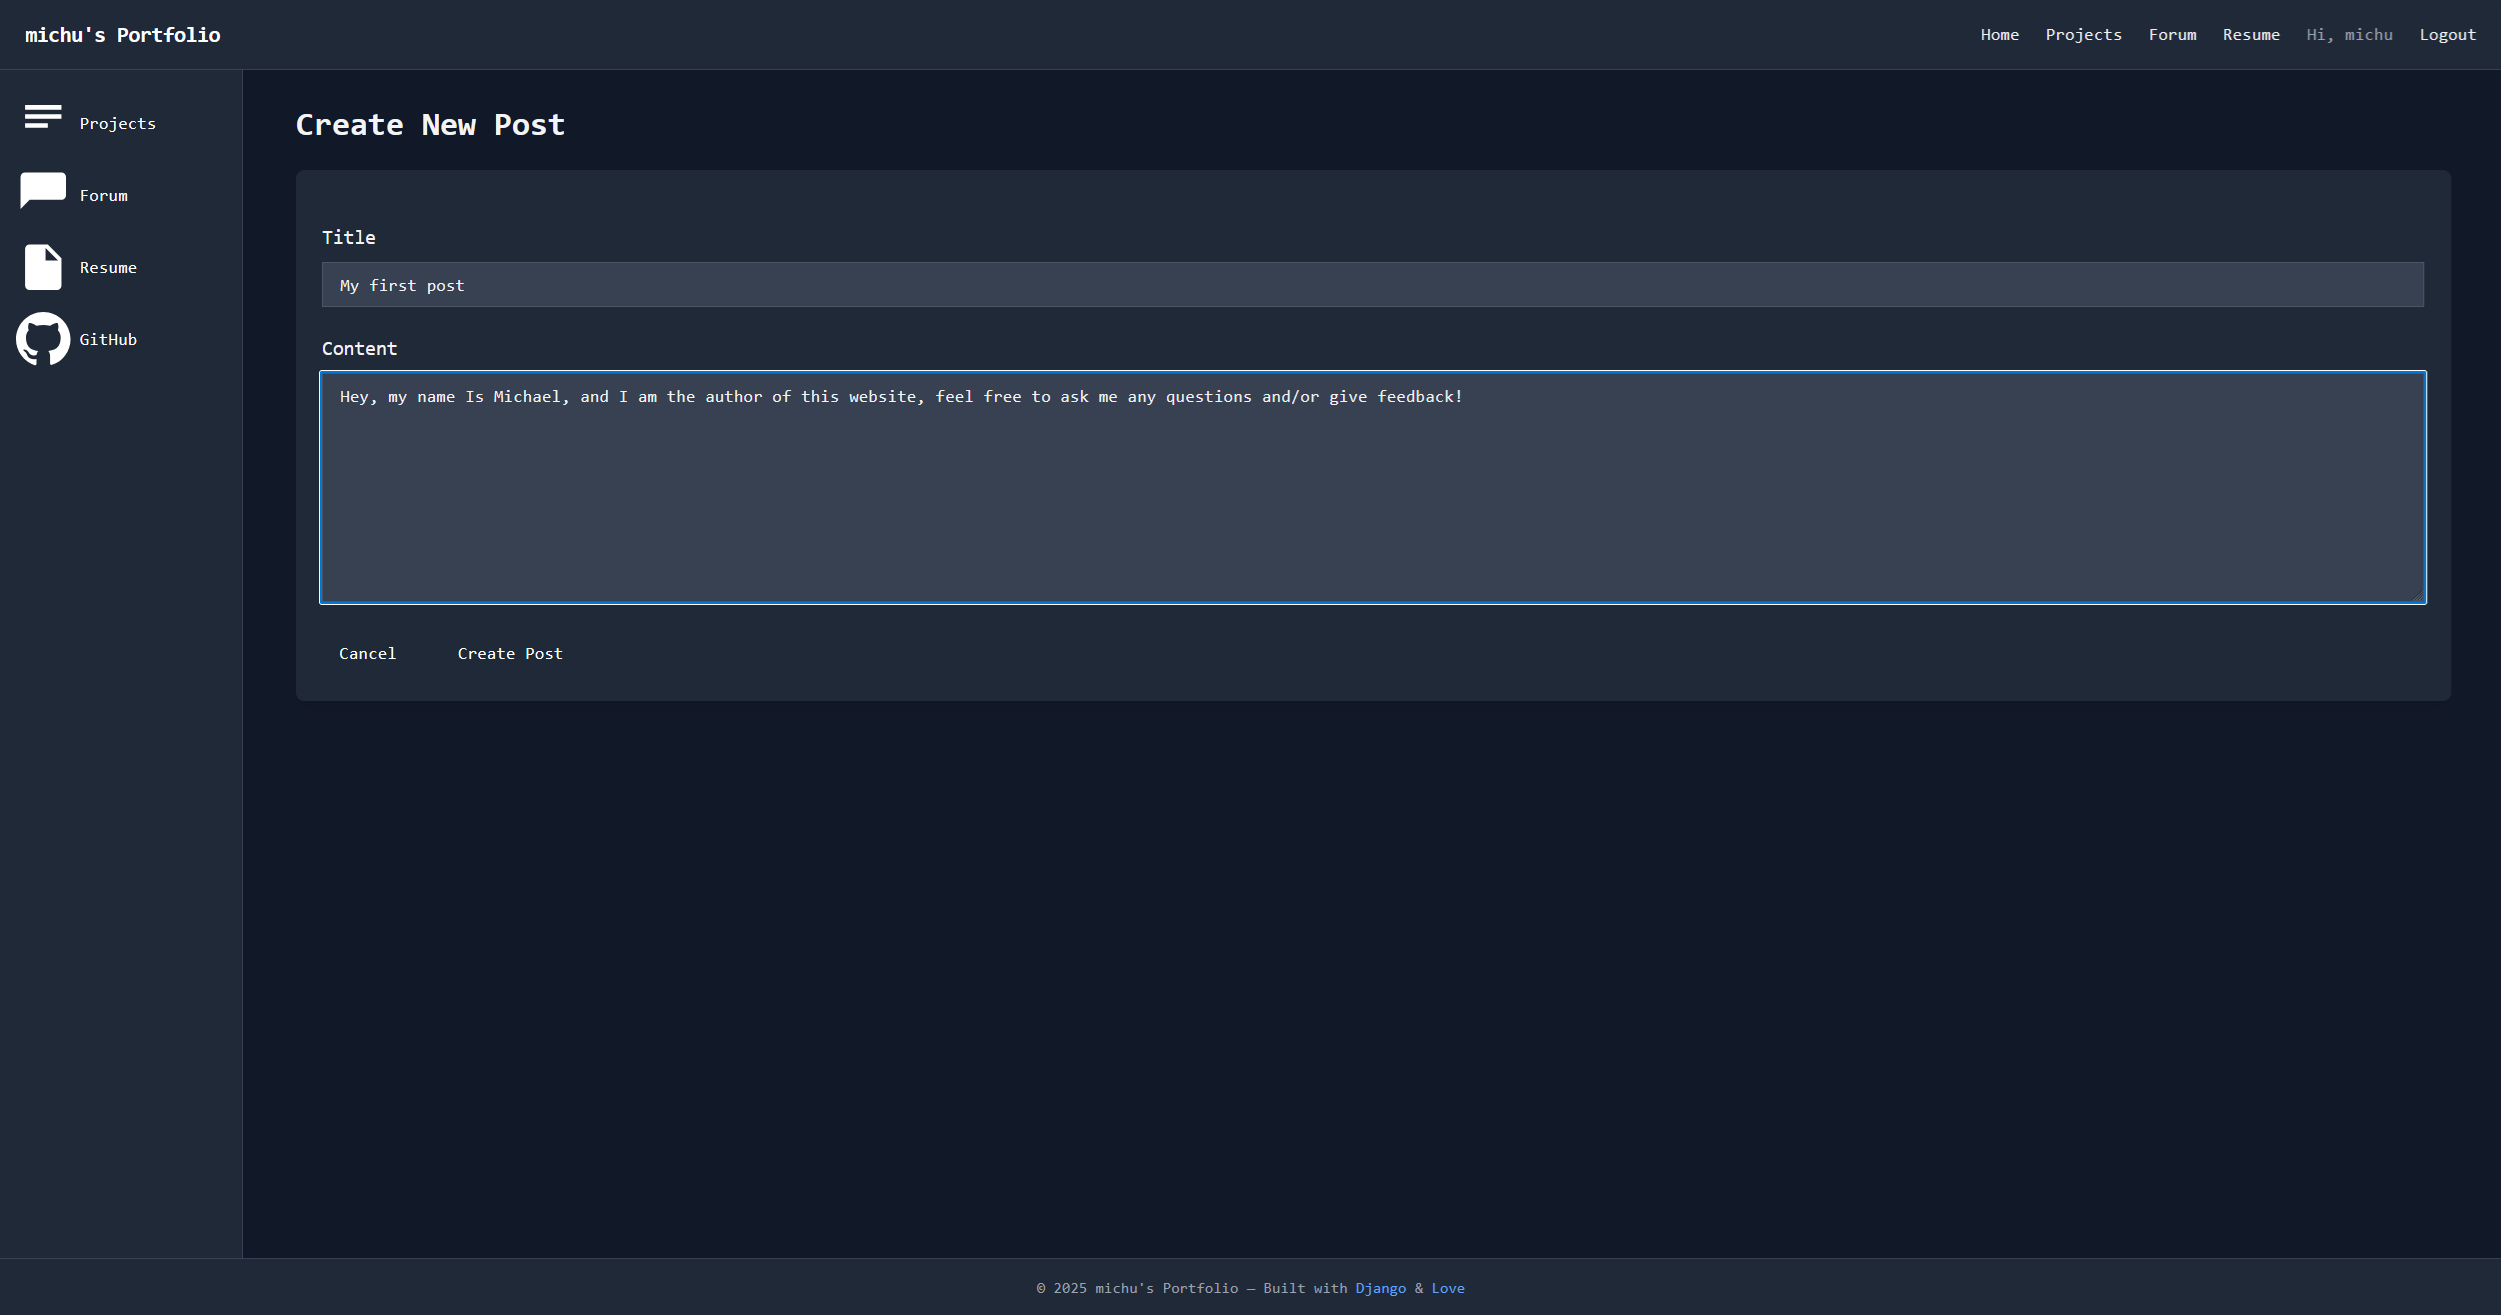 michu's Portfolio
Home Projects Forum Resume Hi, michu Logout
Projects
Forum
Resume
GitHub
Create New Post
Title
My first post
Content
Hey, my name Is Michael, and I am the author of this website, feel free to ask me any questions and/or give feedback!
Cancel Create Post
© 2025 michu's Portfolio — Built with Django & Love